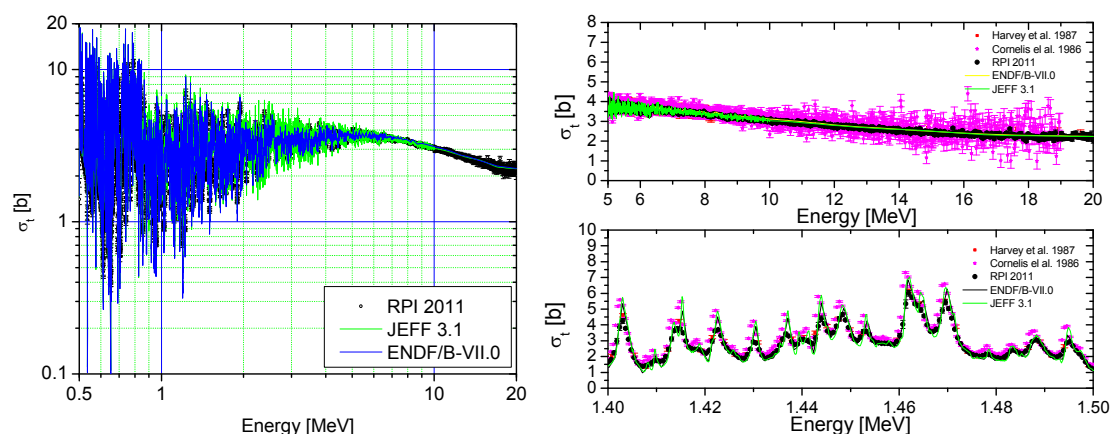 20
10
1
0.1
σt [b]
0.5
1
10
20
Energy [MeV]
RPI 2011
JEFF 3.1
ENDF/B-VII.0
8
7
6
5
4
3
2
1
0
σt [b]
5
6
8
10
12
14
16
18
20
Energy [MeV]
Harvey et al. 1987
Cornelis et al. 1986
RPI 2011
ENDF/B-VII.0
JEFF 3.1
10
9
8
7
6
5
4
3
2
1
0
σt [b]
1.40
1.42
1.44
1.46
1.48
1.50
Energy [MeV]
Harvey et al. 1987
Cornelis et al. 1986
RPI 2011
ENDF/B-VII.0
JEFF 3.1